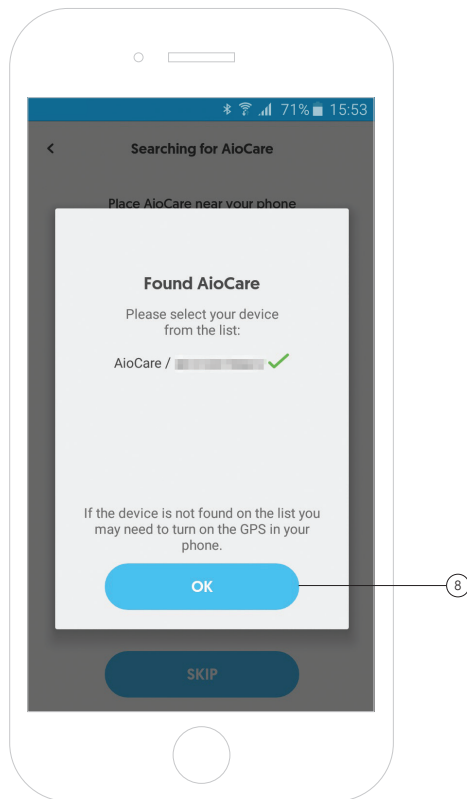 71% 15:53
Searching for AioCare
Place AioCare near your phone
Found AioCare
Please select your device
from the list:
AioCare /
If the device is not found on the list you
may need to turn on the GPS in your
phone.
OK
8
SKIP